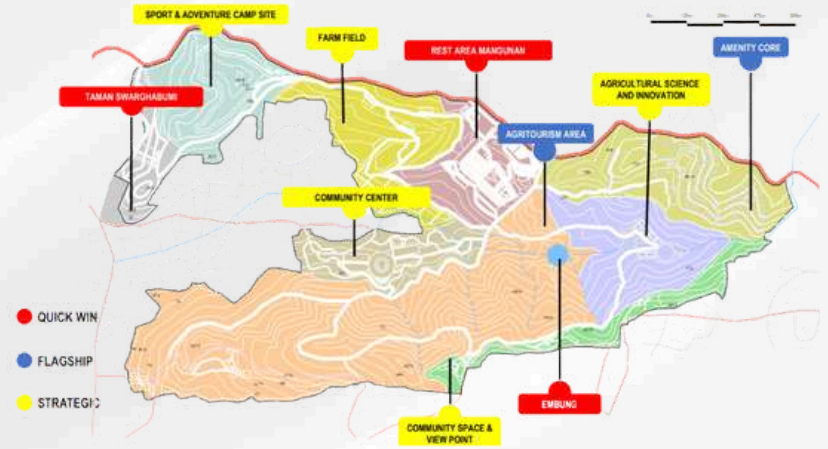 SPORT & ADVENTURE CAMP SITE
FARM FIELD
REST AREA MANGUNAN
AMENITY CORE
TAMAN SWARGHABUMI
AGRICULTURAL SCIENCE
AND INNOVATION
AGRITOURISM AREA
COMMUNITY CENTER
QUICK WIN
FLAGSHIP
STRATEGIC
EMBUNG
COMMUNITY SPACE &
VIEW POINT